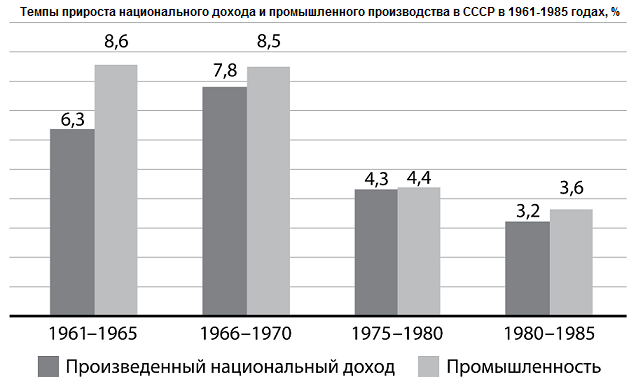 Темпы прироста национального дохода и промышленного производства в СССР в 1961-1985 годах, %
6,3 8,6 7,8 8,5 4,3 4,4 3,2 3,6
1961–1965 1966–1970 1975–1980 1980–1985
Произведенный национальный доход Промышленность